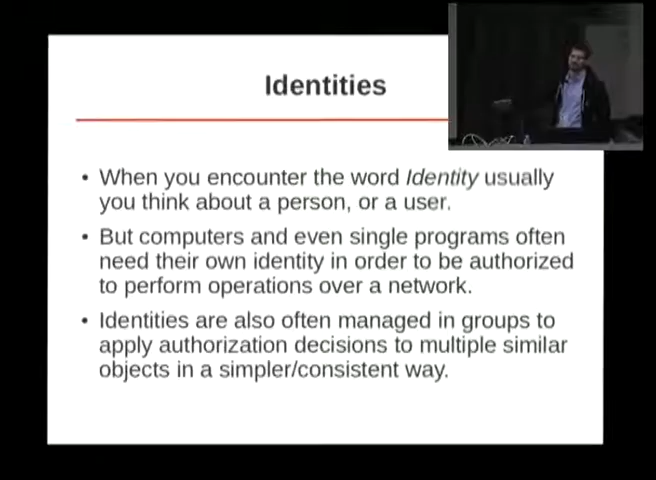 Identities
• When you encounter the word Identity usually
you think about a person, or a user.
• But computers and even single programs often
need their own identity in order to be authorized
to perform operations over a network.
• Identities are also often managed in groups to
apply authorization decisions to multiple similar
objects in a simpler/consistent way.